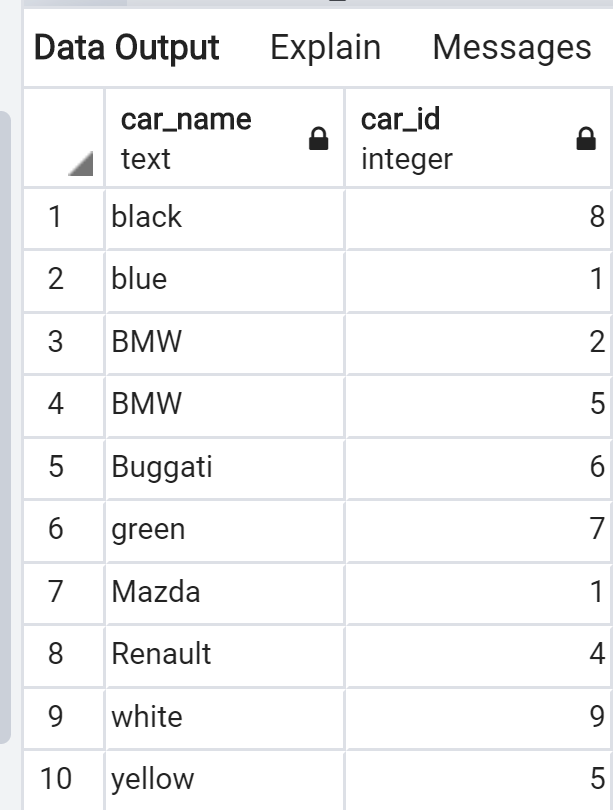 Data Output Explain Messages
car_name car_id
text integer
1 black 8
2 blue 1
3 BMW 2
4 BMW 5
5 Buggati 6
6 green 7
7 Mazda 1
8 Renault 4
9 white 9
10 yellow 5